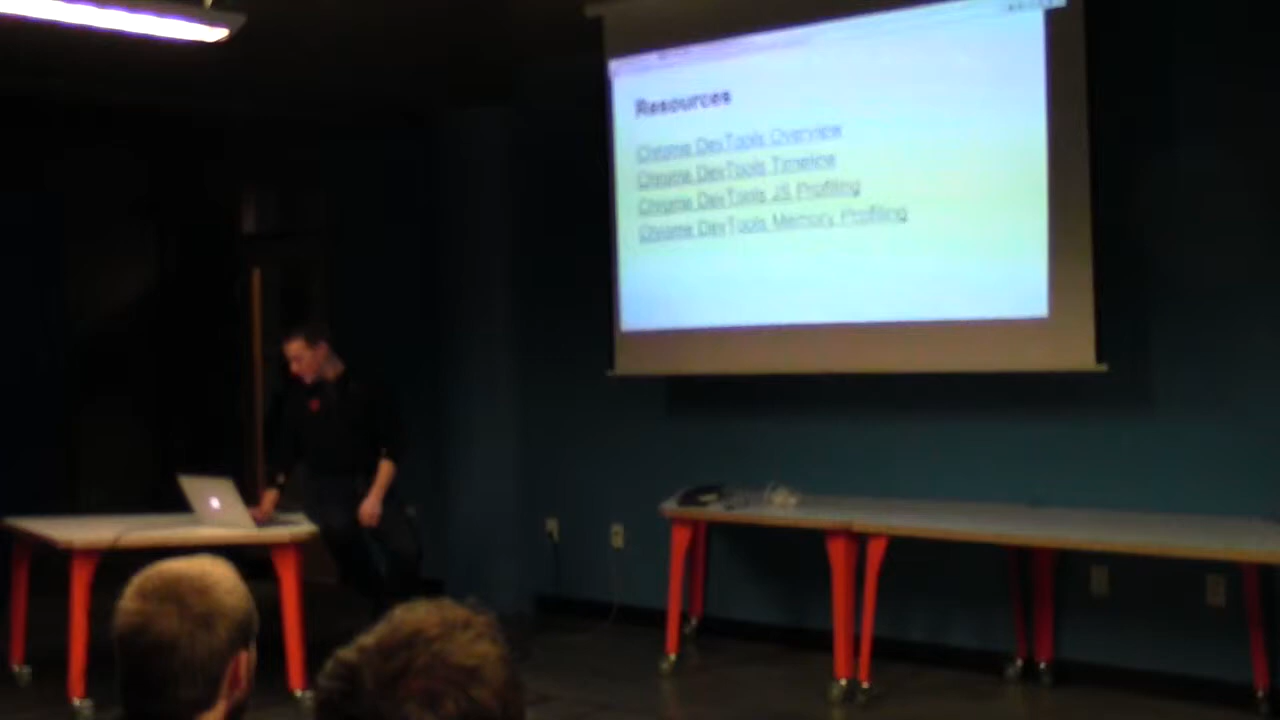 Resources
Chrome DevTools Overview
Chrome DevTools Timeline
Chrome DevTools JS Profiling
Chrome DevTools Memory Profiling